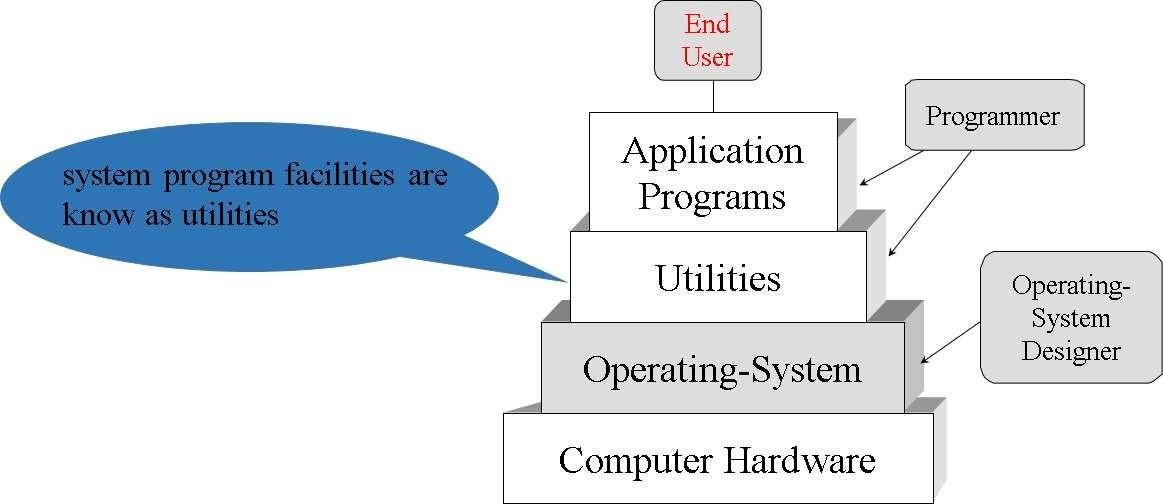 End
User
Programmer
Application
Programs
system program facilities are
know as utilities
Utilities
Operating-
System
Designer
Operating-System
Computer Hardware